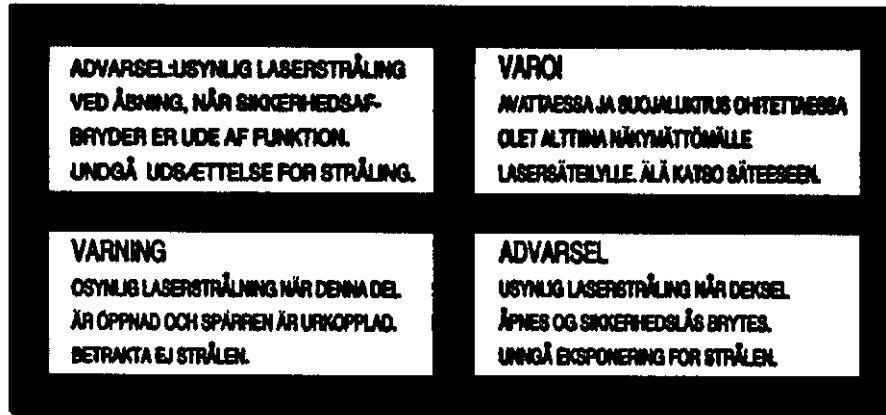 ADVARSEL:USYNLIG LASERSTRÅLING
VED ÅBNING, NÅR SIKKERHEDSAF-
BRYDER ER UDE AF FUNKTION.
UNDGÅ UDSÆTTELSE FOR STRÅLING.
VARO!
AVATTAESSA JA SUOJALUKITUS OHITETTAESSA
OLET ALTTIINA NÄKYMÄTTÖMÄLLE
LASERSÄTEILYLLE. ÄLÄ KATSO SÄTEESEEN.
VARNING
OSYNLIG LASERSTRÅLNING NÄR DENNA DEL
ÄR ÖPPNAD OCH SPÄRREN ÄR URKOPPLAD.
BETRAKTA EJ STRÅLEN.
ADVARSEL
USYNLIG LASERSTRÅLING NÅR DEKSEL
ÅPNES OG SIKKERHEDSLÅS BRYTES.
UNNGÅ EKSPONERING FOR STRÅLEN.